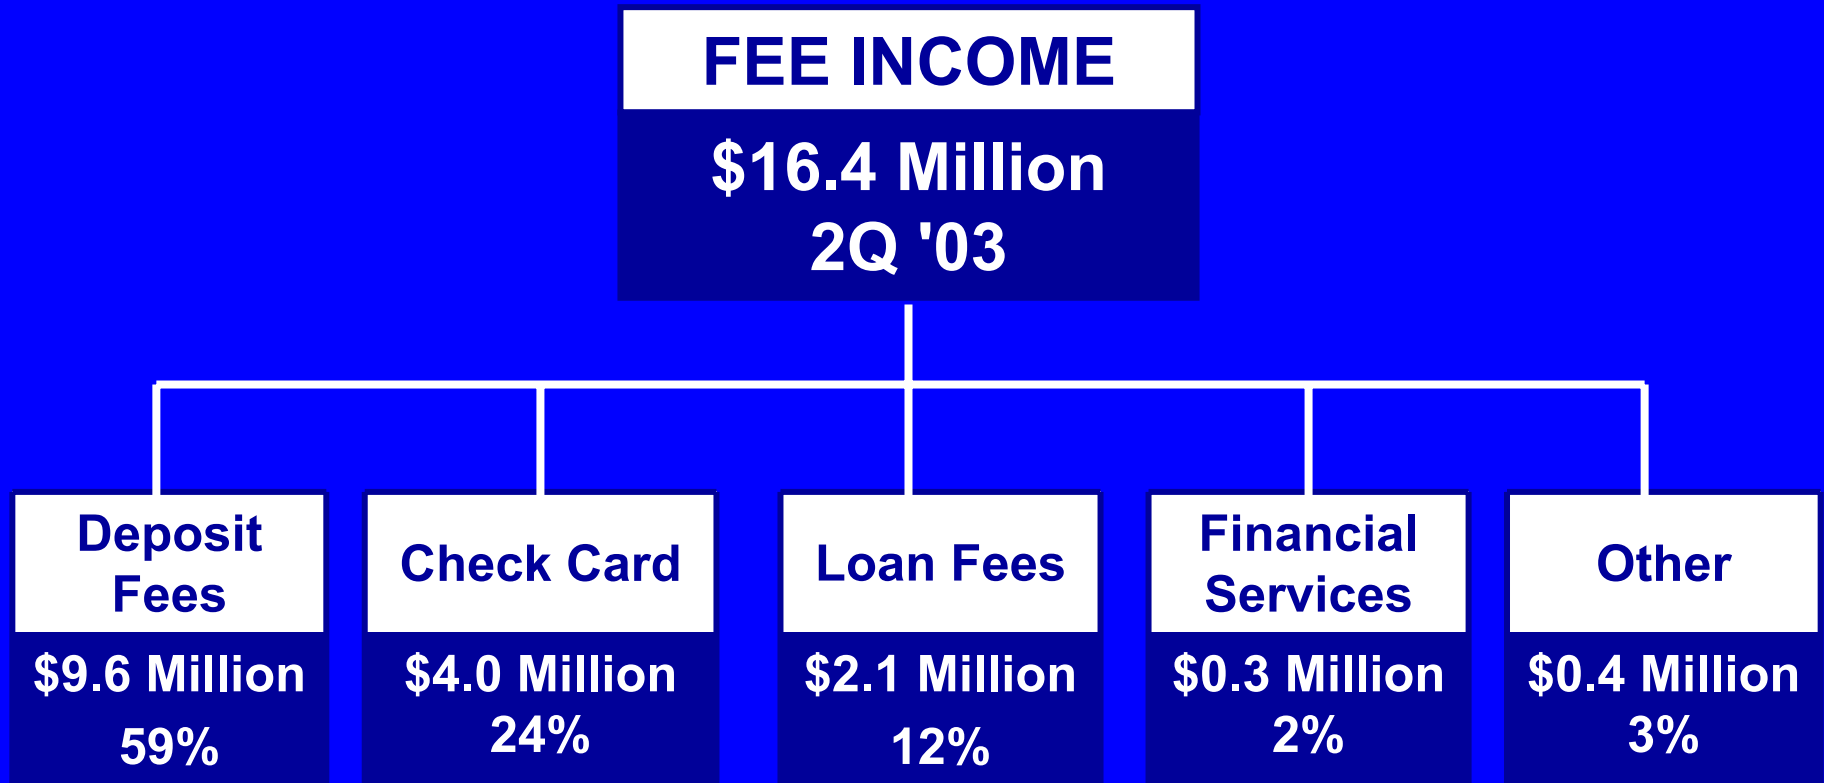 FEE INCOME
$16.4 Million
2Q '03
Deposit
Fees
$9.6 Million
59%
Check Card
$4.0 Million
24%
Loan Fees
$2.1 Million
12%
Financial
Services
$0.3 Million
2%
Other
$0.4 Million
3%